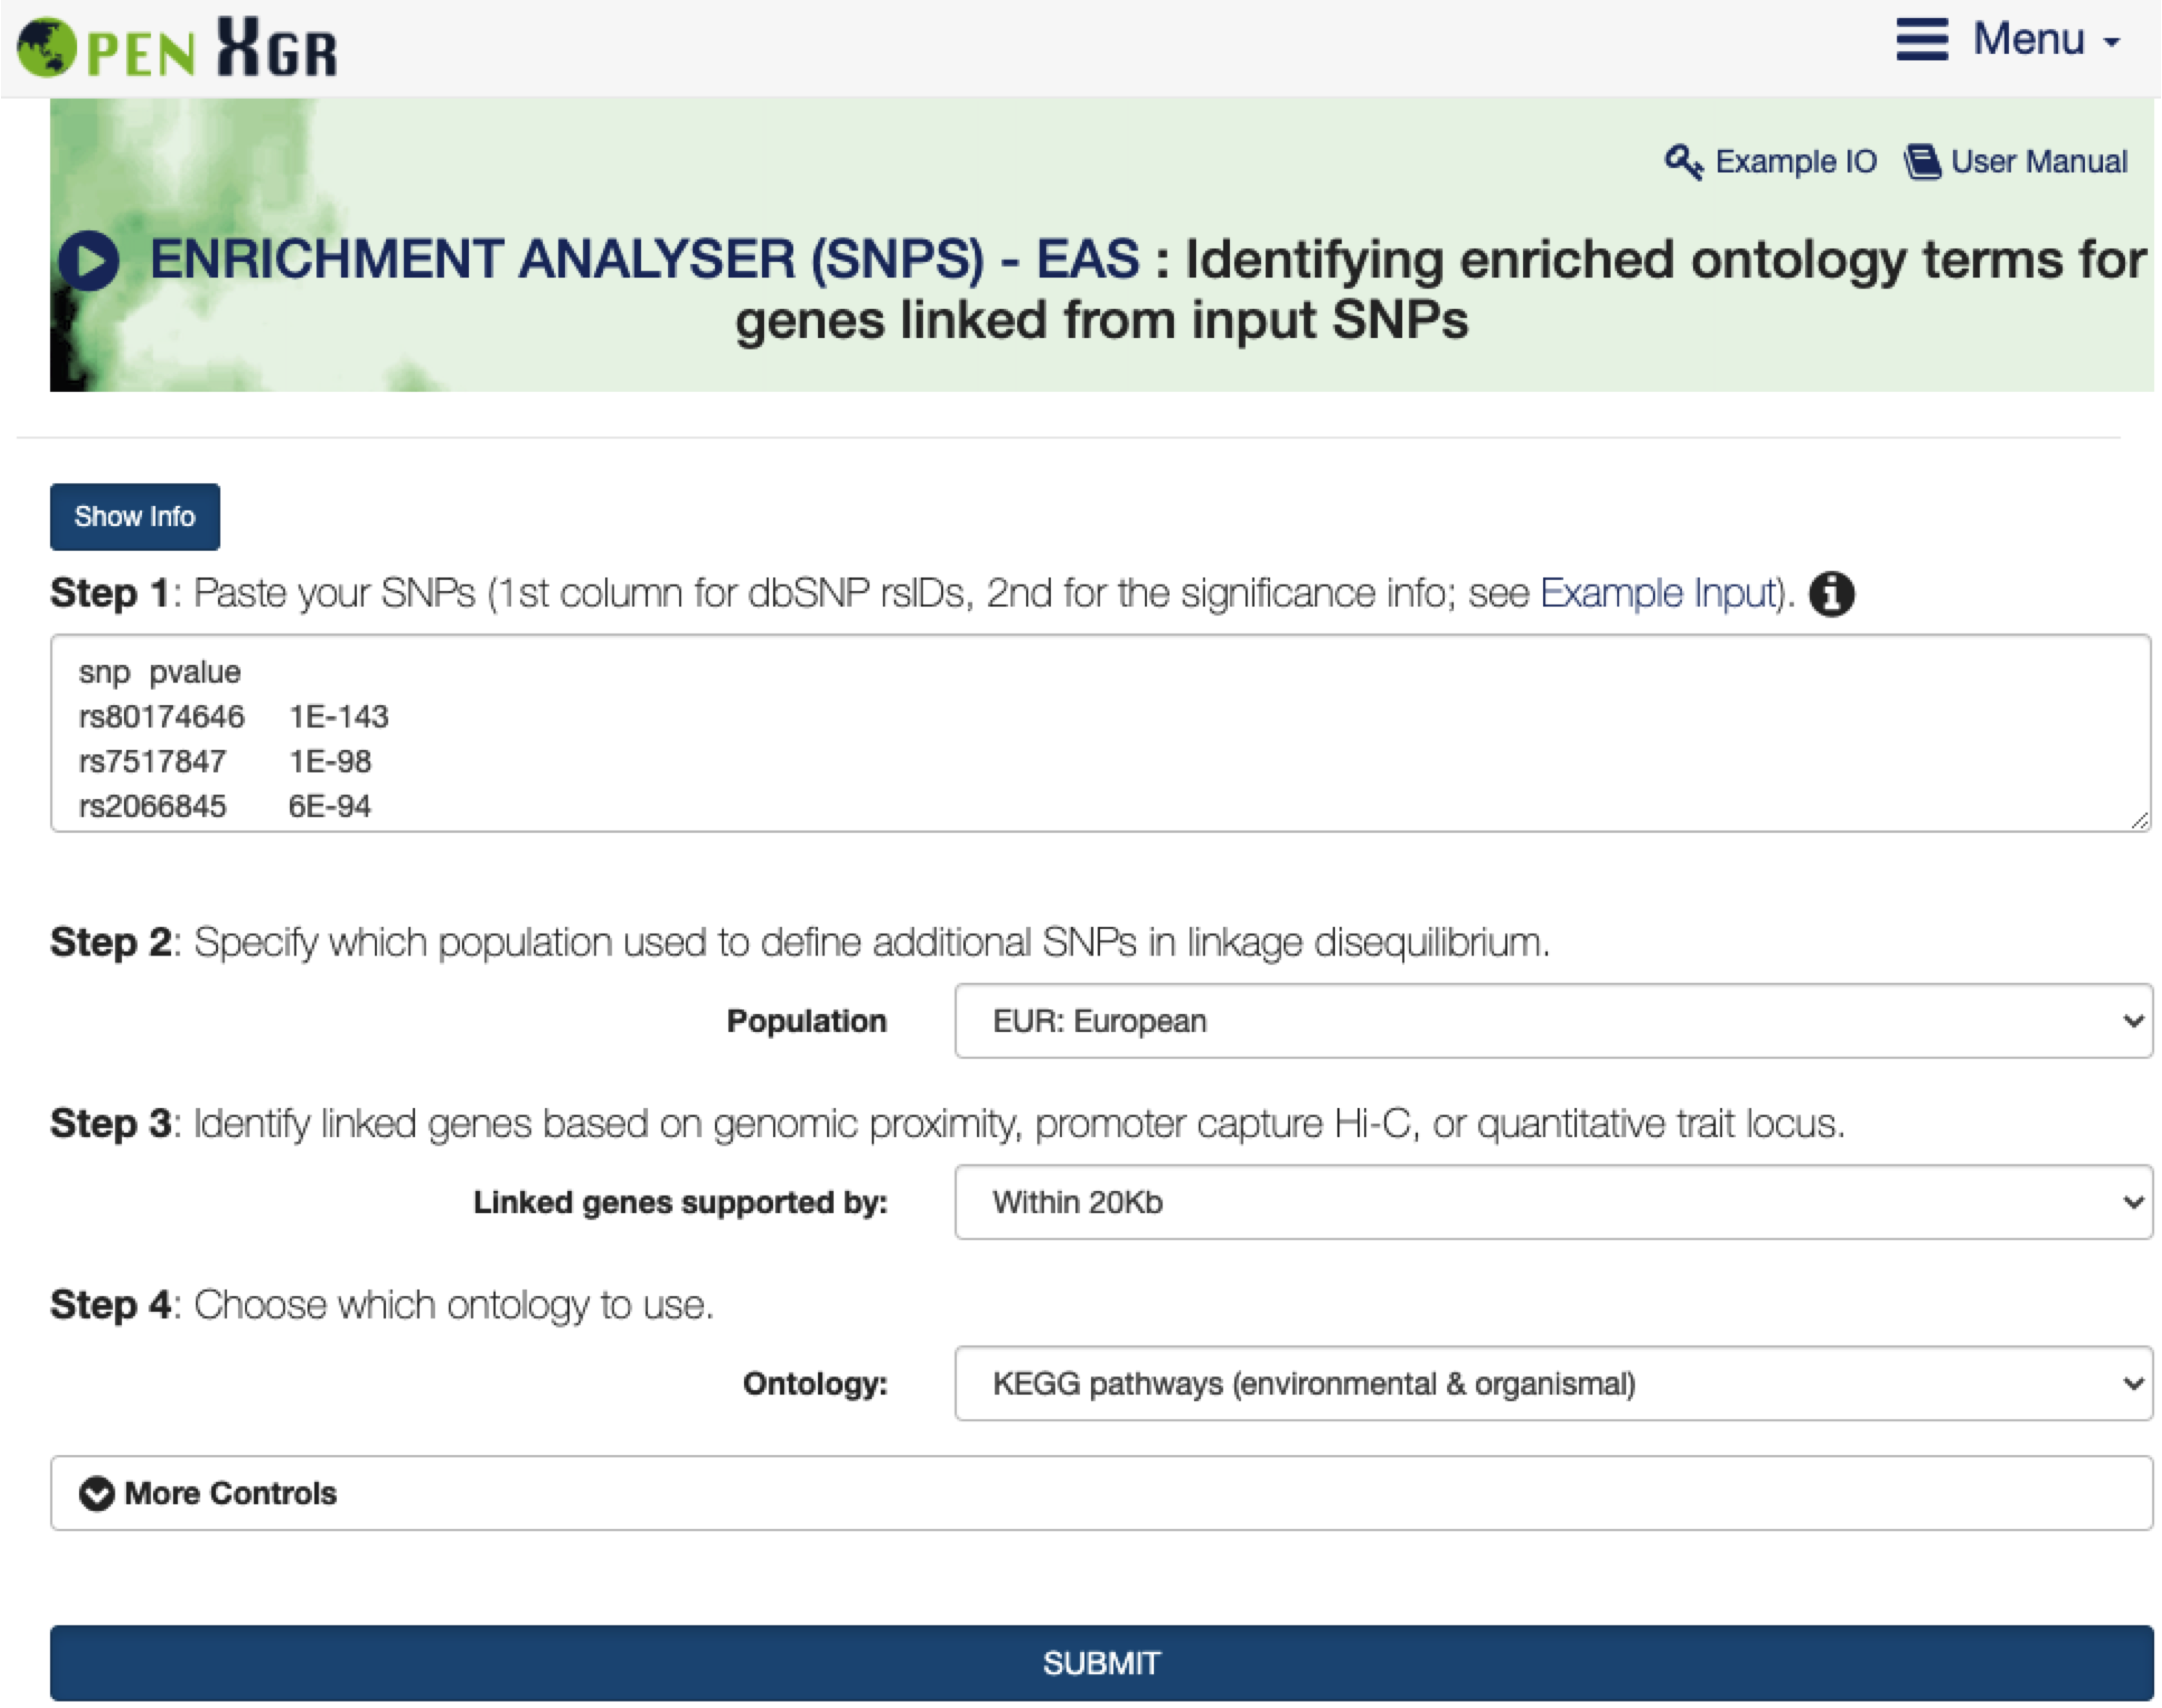 OPEN XGR
Menu
Example IO User Manual
ENRICHMENT ANALYSER (SNPS) - EAS : Identifying enriched ontology terms for
genes linked from input SNPs
Show Info
Step 1: Paste your SNPs (1st column for dbSNP rsIDs, 2nd for the significance info; see Example Input).
snp pvalue
rs80174646 1E-143
rs7517847 1E-98
rs2066845 6E-94
Step 2: Specify which population used to define additional SNPs in linkage disequilibrium.
Population EUR: European
Step 3: Identify linked genes based on genomic proximity, promoter capture Hi-C, or quantitative trait locus.
Linked genes supported by: Within 20Kb
Step 4: Choose which ontology to use.
Ontology: KEGG pathways (environmental & organismal)
More Controls
SUBMIT